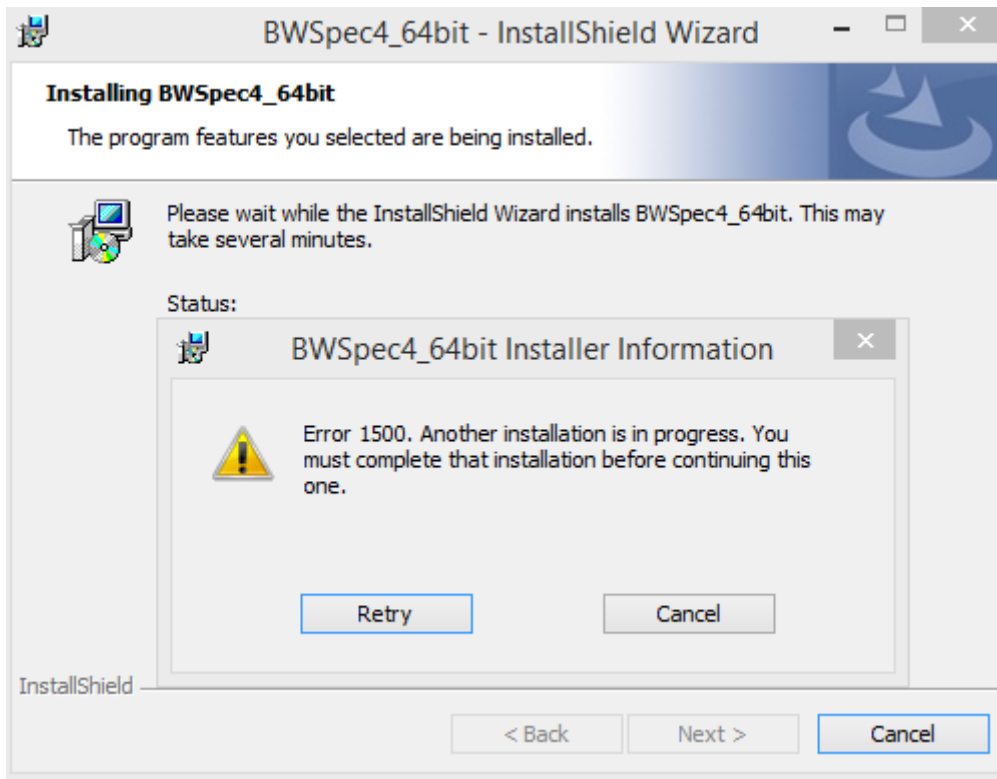 BWSpec4_64bit - InstallShield Wizard
Installing BWSpec4_64bit
The program features you selected are being installed.
Please wait while the InstallShield Wizard installs BWSpec4_64bit. This may
take several minutes.
Status:
BWSpec4_64bit Installer Information
Error 1500. Another installation is in progress. You
must complete that installation before continuing this
one.
Retry
Cancel
InstallShield
< Back
Next >
Cancel